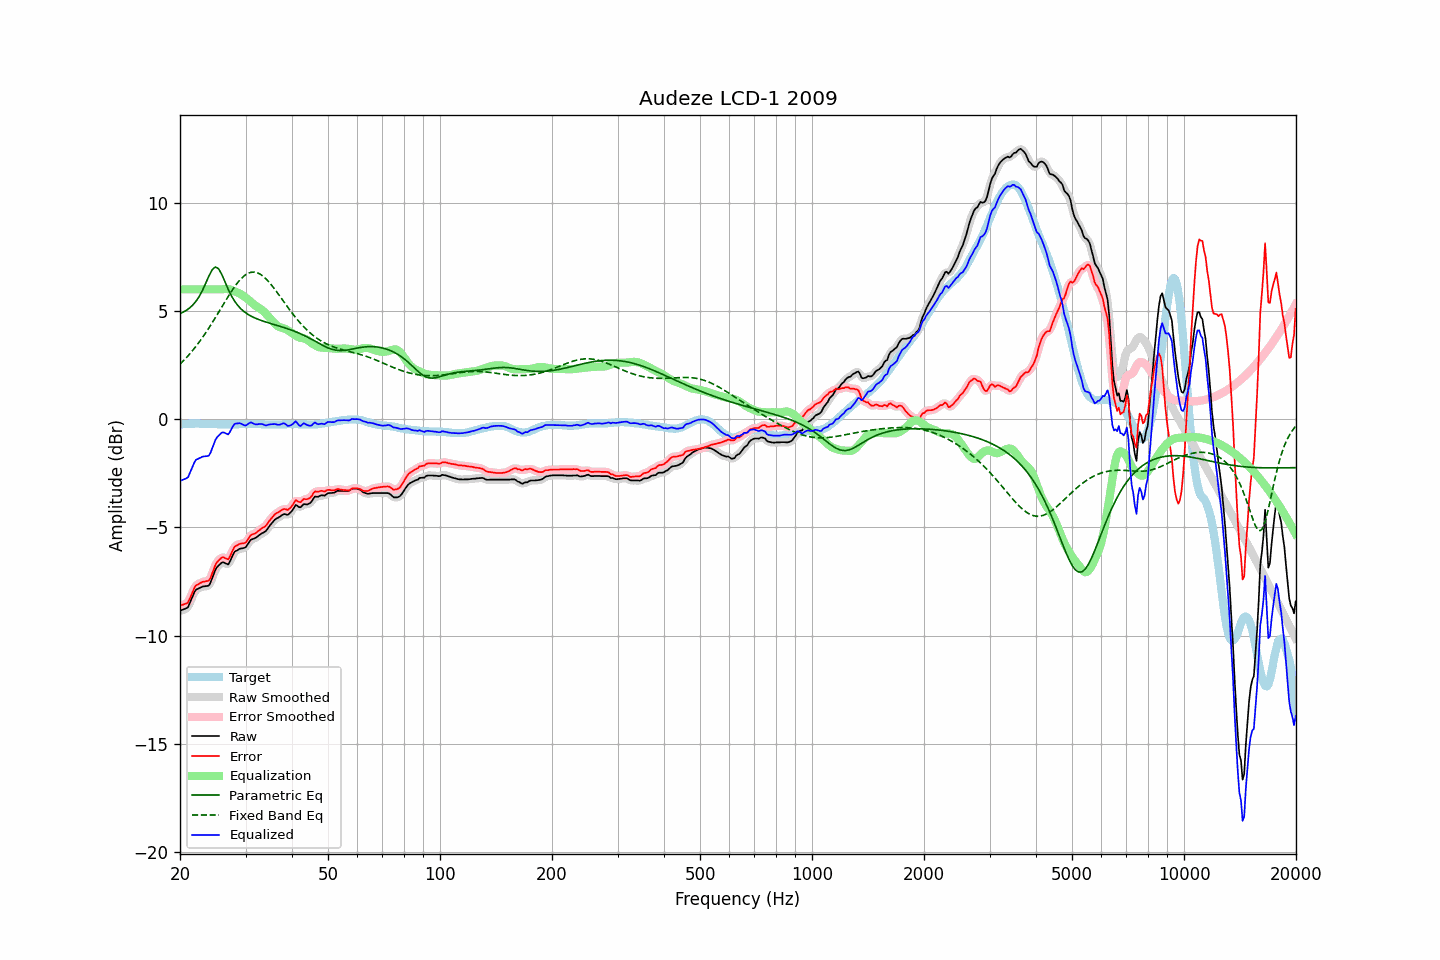 Audeze LCD-1 2009
Amplitude (dBr)
10
5
0
−5
−10
−15
−20
Target
Raw Smoothed
Error Smoothed
Raw
Error
Equalization
Parametric Eq
Fixed Band Eq
Equalized
20 50 100 200 500 1000 2000 5000 10000 20000
Frequency (Hz)